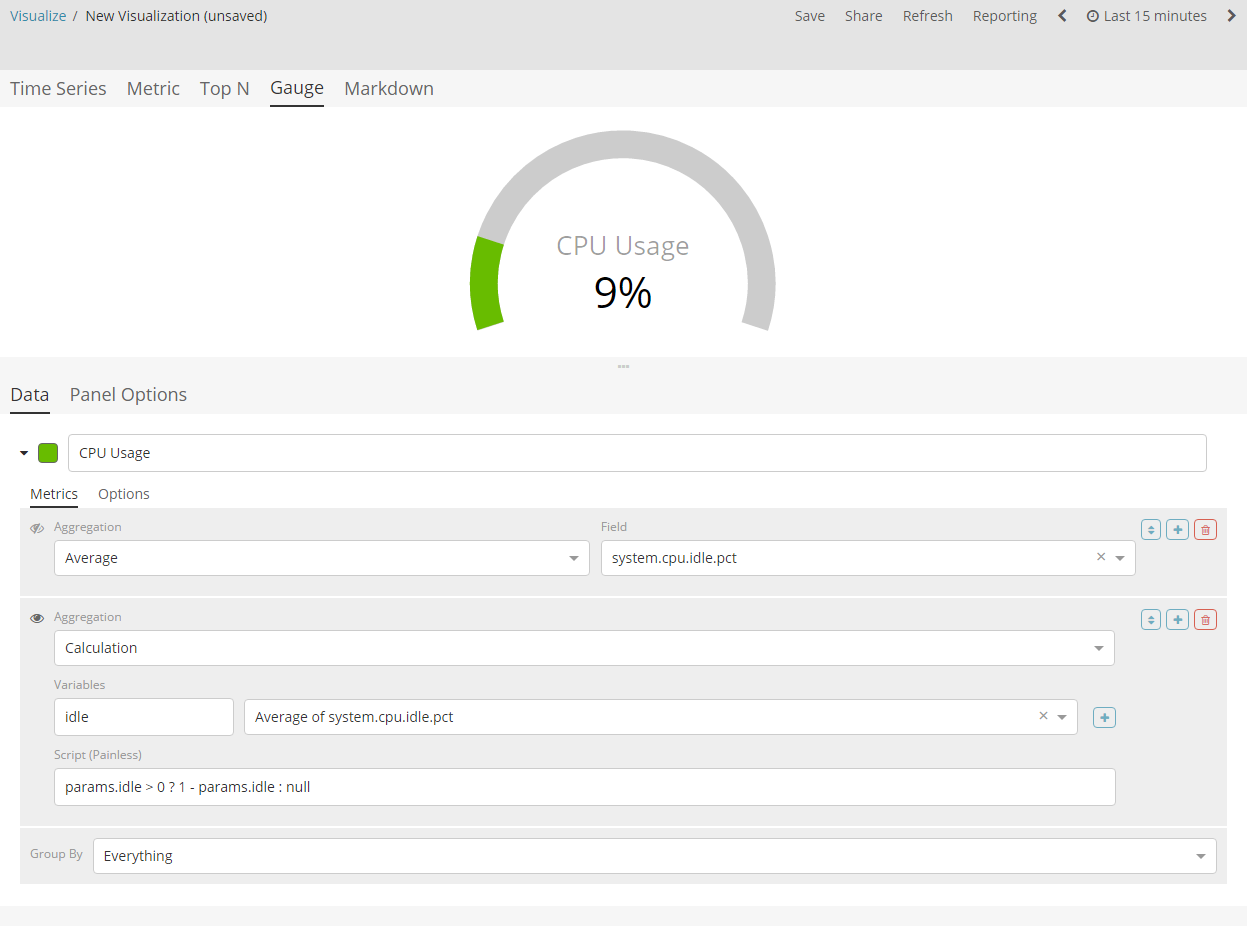 Visualize / New Visualization (unsaved) Save Share Refresh Reporting Last 15 minutes
Time Series Metric Top N Gauge Markdown
CPU Usage
9%
Data Panel Options
CPU Usage
Metrics Options
Aggregation Field
Average system.cpu.idle.pct
Aggregation
Calculation
Variables
idle Average of system.cpu.idle.pct
Script (Painless)
params.idle > 0 ? 1 - params.idle : null
Group By Everything